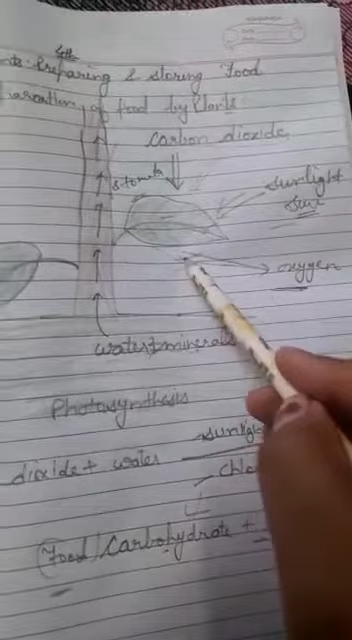 Preparing & storing Food
of food by Plants
Carbon dioxide
stomata
sunlight
oxygen
water & minerals
Photosynthesis
sunlight
dioxide + water
Food Carbohydrate +